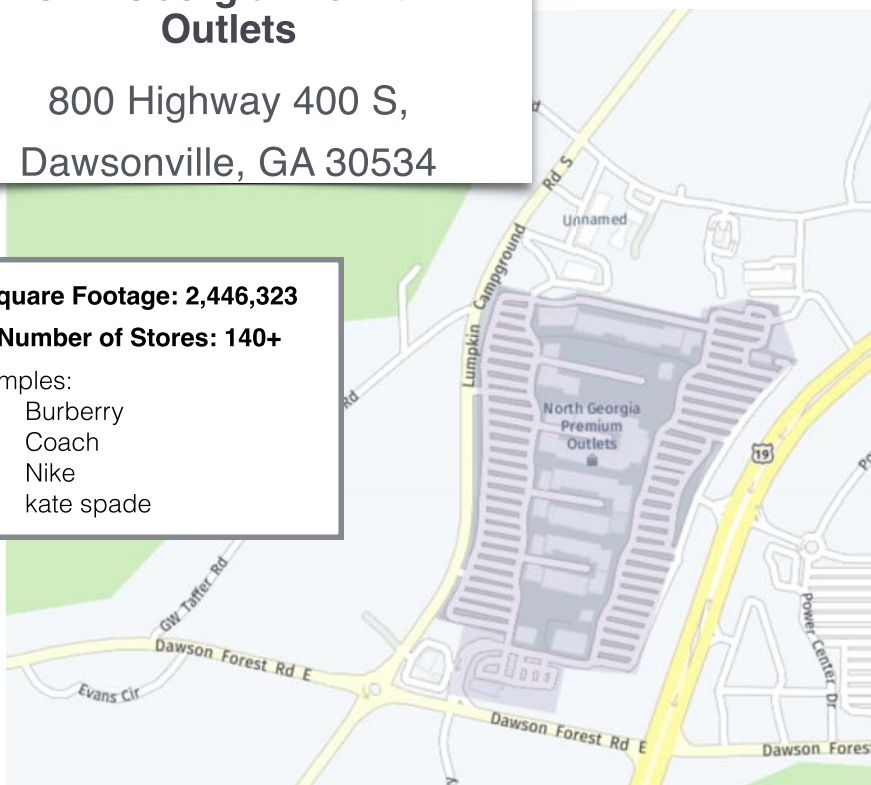 Outlets
800 Highway 400 S,
Dawsonville, GA 30534
quare Footage: 2,446,323
Number of Stores: 140+
mples:
Burberry
Coach
Nike
kate spade
Rd S
Unnamed
Lumpkin Campground
Rd
North Georgia
Premium
Outlets
19
GW Taffer Rd
Dawson Forest Rd E
Evans Cir
Power Center Dr
Dawson Forest Rd E
Dawson Fores